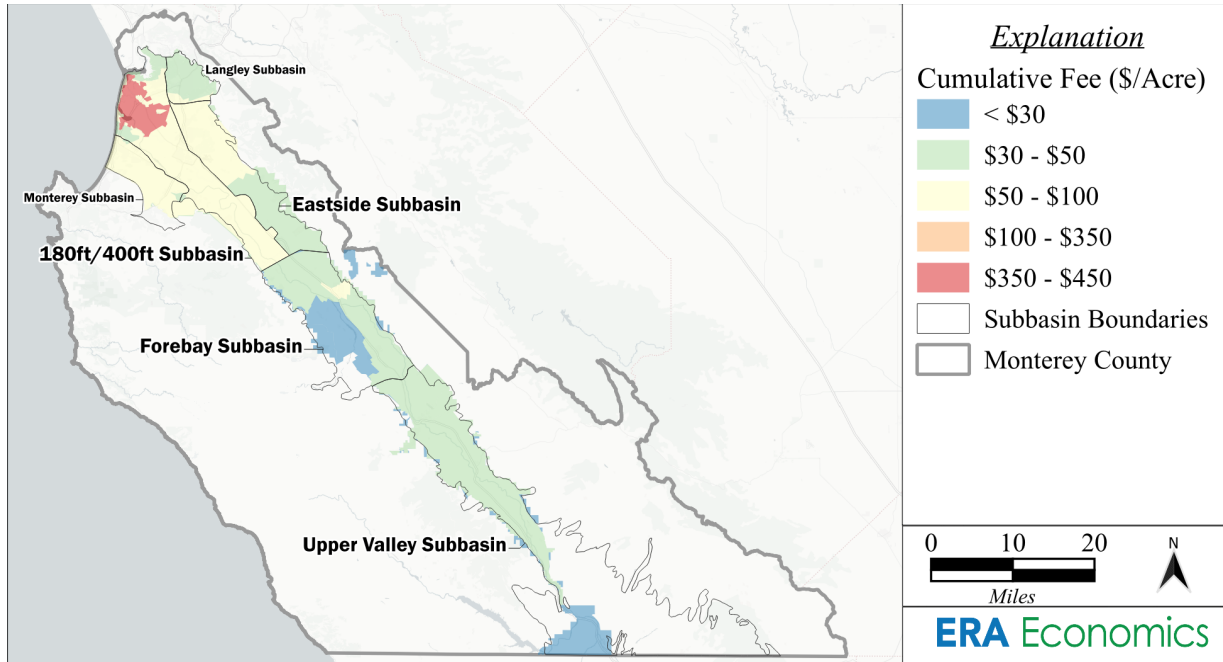 Langley Subbasin
Monterey Subbasin
Eastside Subbasin
180ft/400ft Subbasin
Forebay Subbasin
Upper Valley Subbasin
Explanation
Cumulative Fee ($/Acre)
< $30
$30 - $50
$50 - $100
$100 - $350
$350 - $450
Subbasin Boundaries
Monterey County
0 10 20
Miles
N
ERA Economics